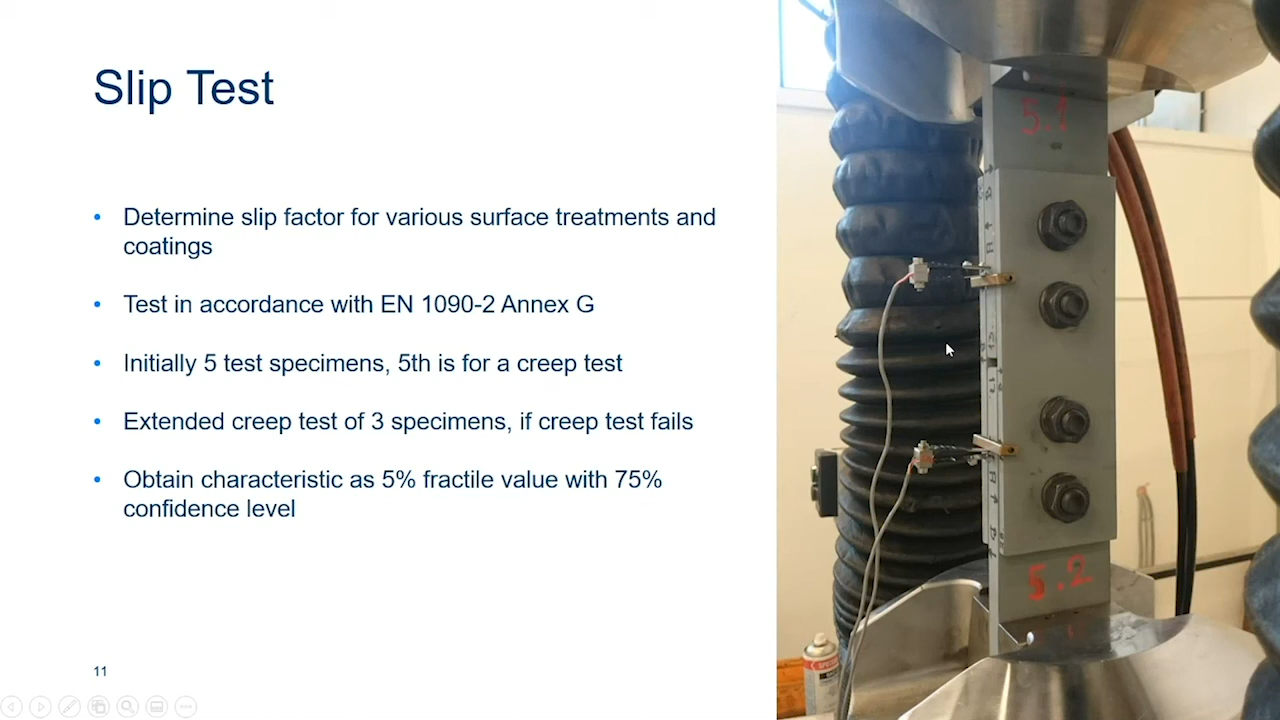 Slip Test
• Determine slip factor for various surface treatments and
coatings
• Test in accordance with EN 1090-2 Annex G
• Initially 5 test specimens, 5th is for a creep test
• Extended creep test of 3 specimens, if creep test fails
• Obtain characteristic as 5% fractile value with 75%
confidence level
11
5.1
5.2